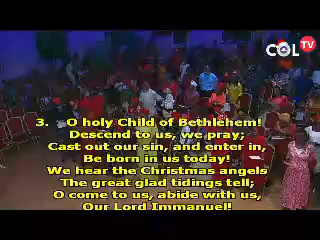 COL TV
3. O holy Child of Bethlehem!
Descend to us, we pray;
Cast out our sin, and enter in,
Be born in us today!
We hear the Christmas angels
The great glad tidings tell;
O come to us, abide with us,
Our Lord Immanuel!